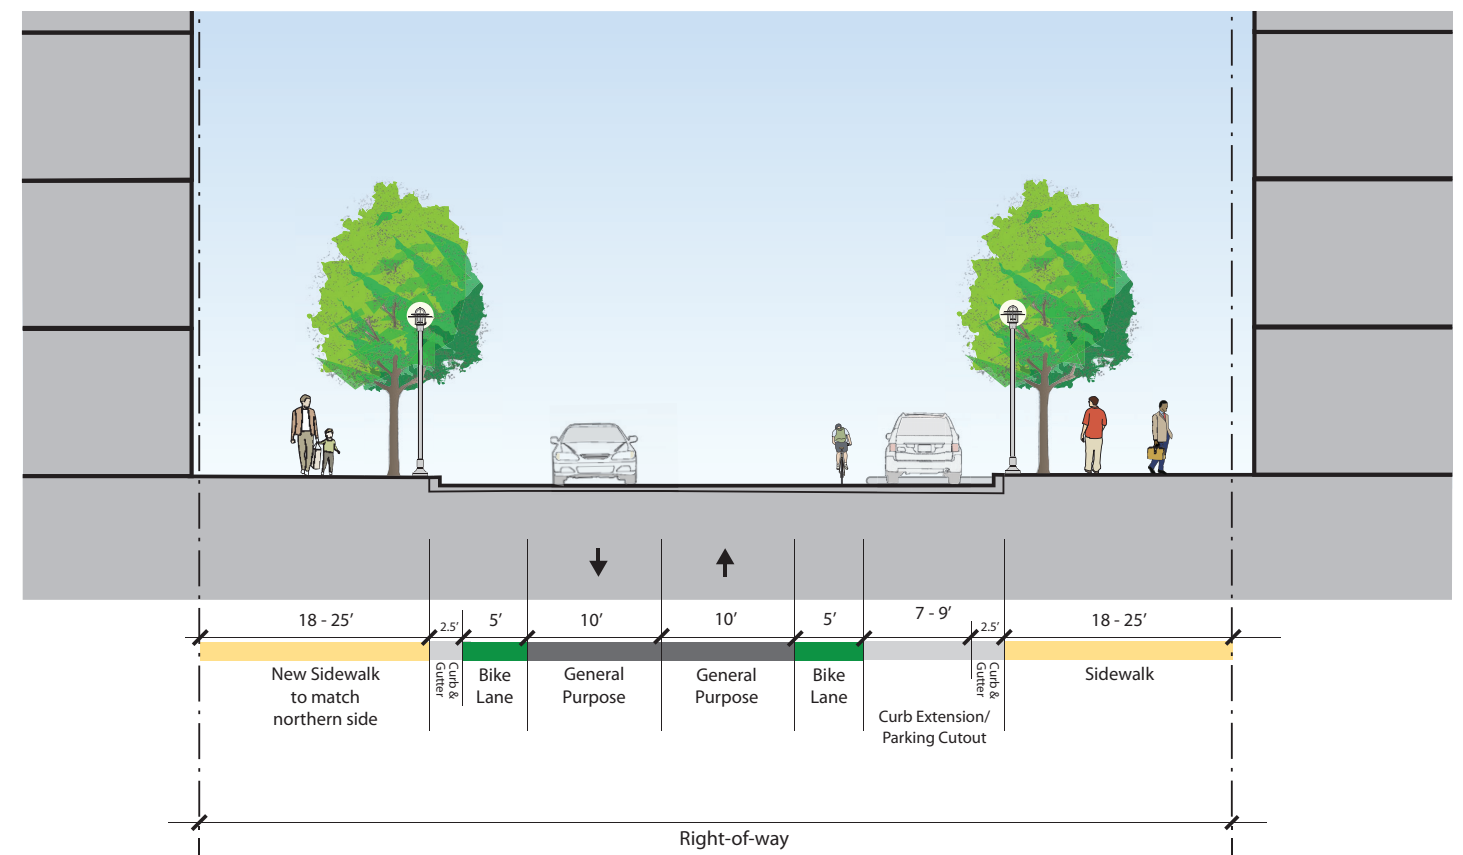 18 - 25’
2.5’
5’
10’
10’
5’
7 - 9’
2.5’
18 - 25’
New Sidewalk
to match
northern side
Curb &
Gutter
Bike
Lane
General
Purpose
General
Purpose
Bike
Lane
Curb &
Gutter
Curb Extension/
Parking Cutout
Sidewalk
Right-of-way